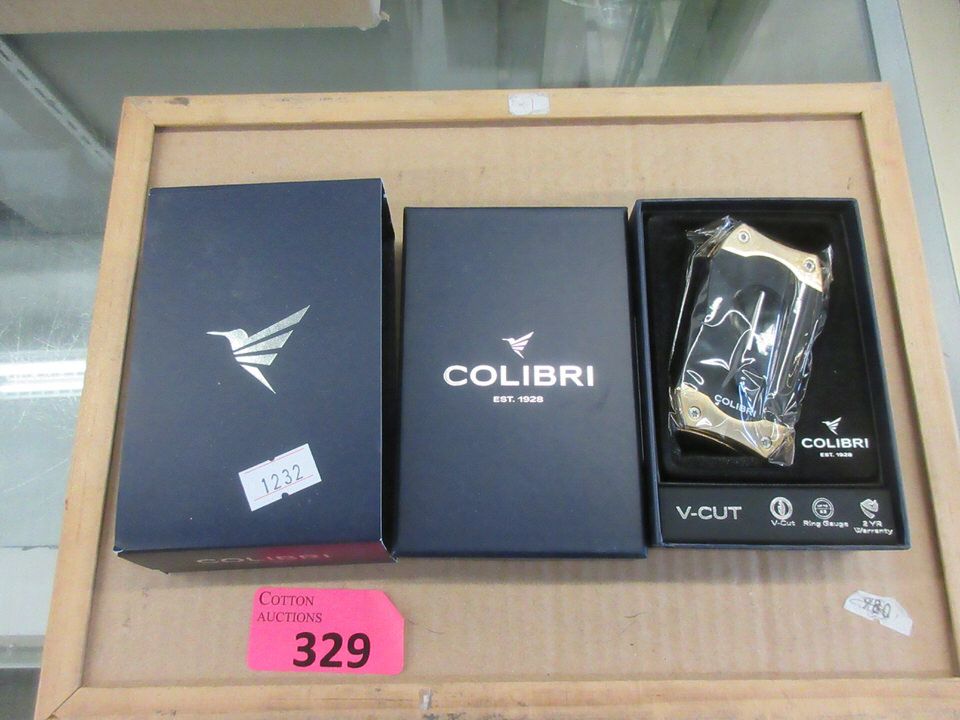 1232
COLIBRI
COLIBRI
EST. 1928
COLIBRI
COLIBRI
EST. 1928
V-CUT
V-Cut
Ring Gauge
2 YR
Warranty
COTTON
AUCTIONS
329
980